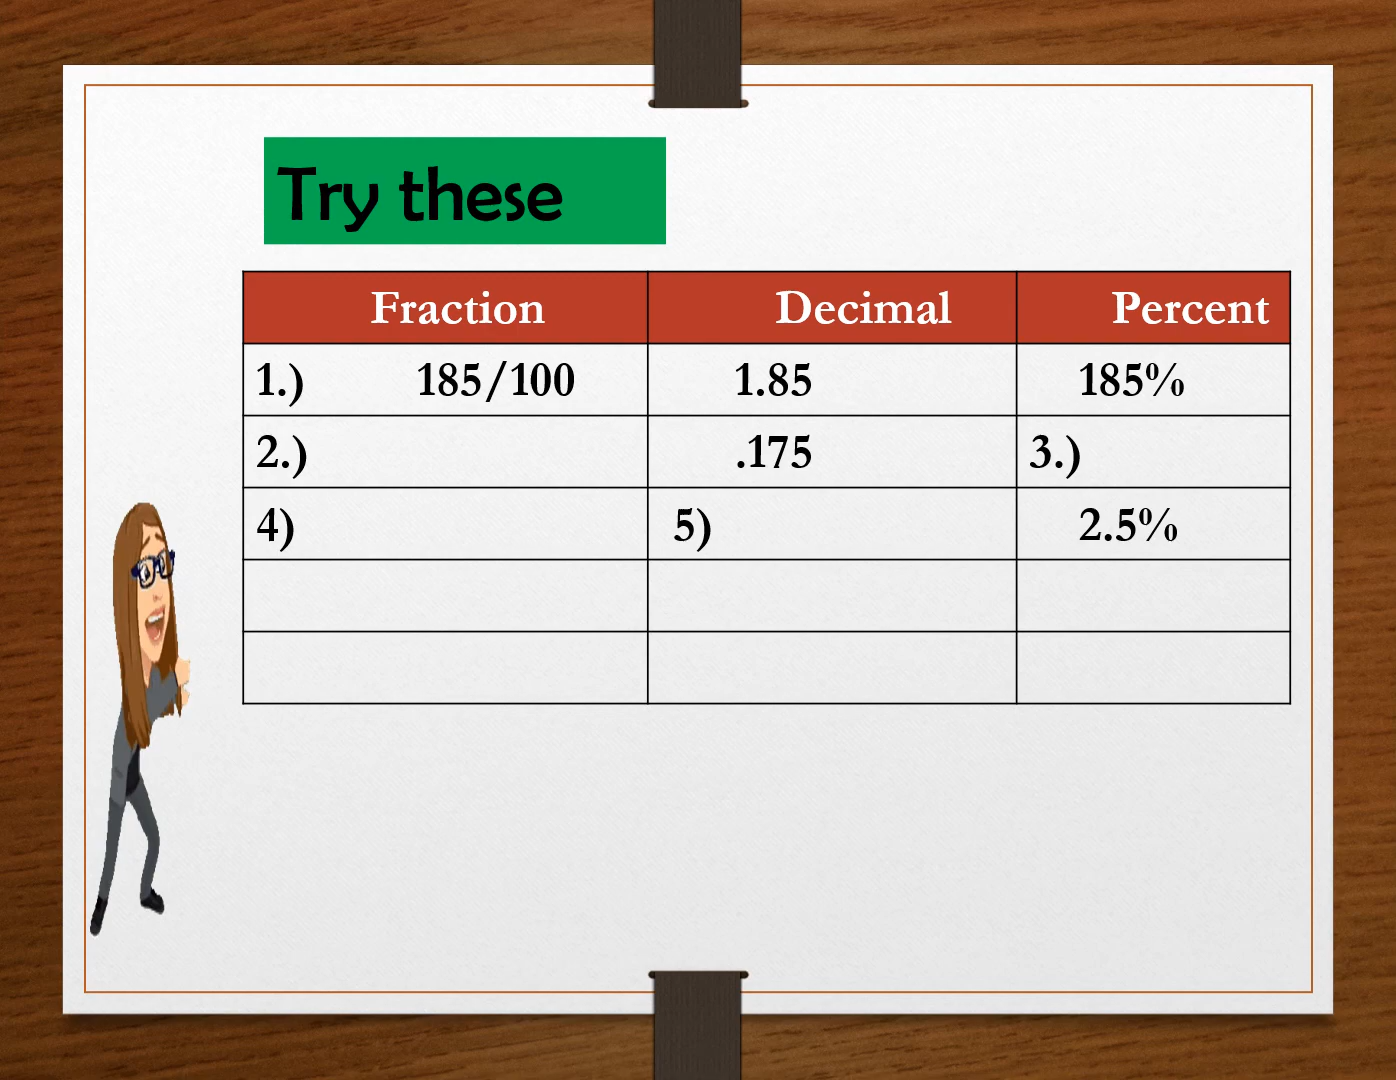 Try these
Fraction Decimal Percent
1.) 185/100 1.85 185%
2.) .175 3.)
4) 5) 2.5%